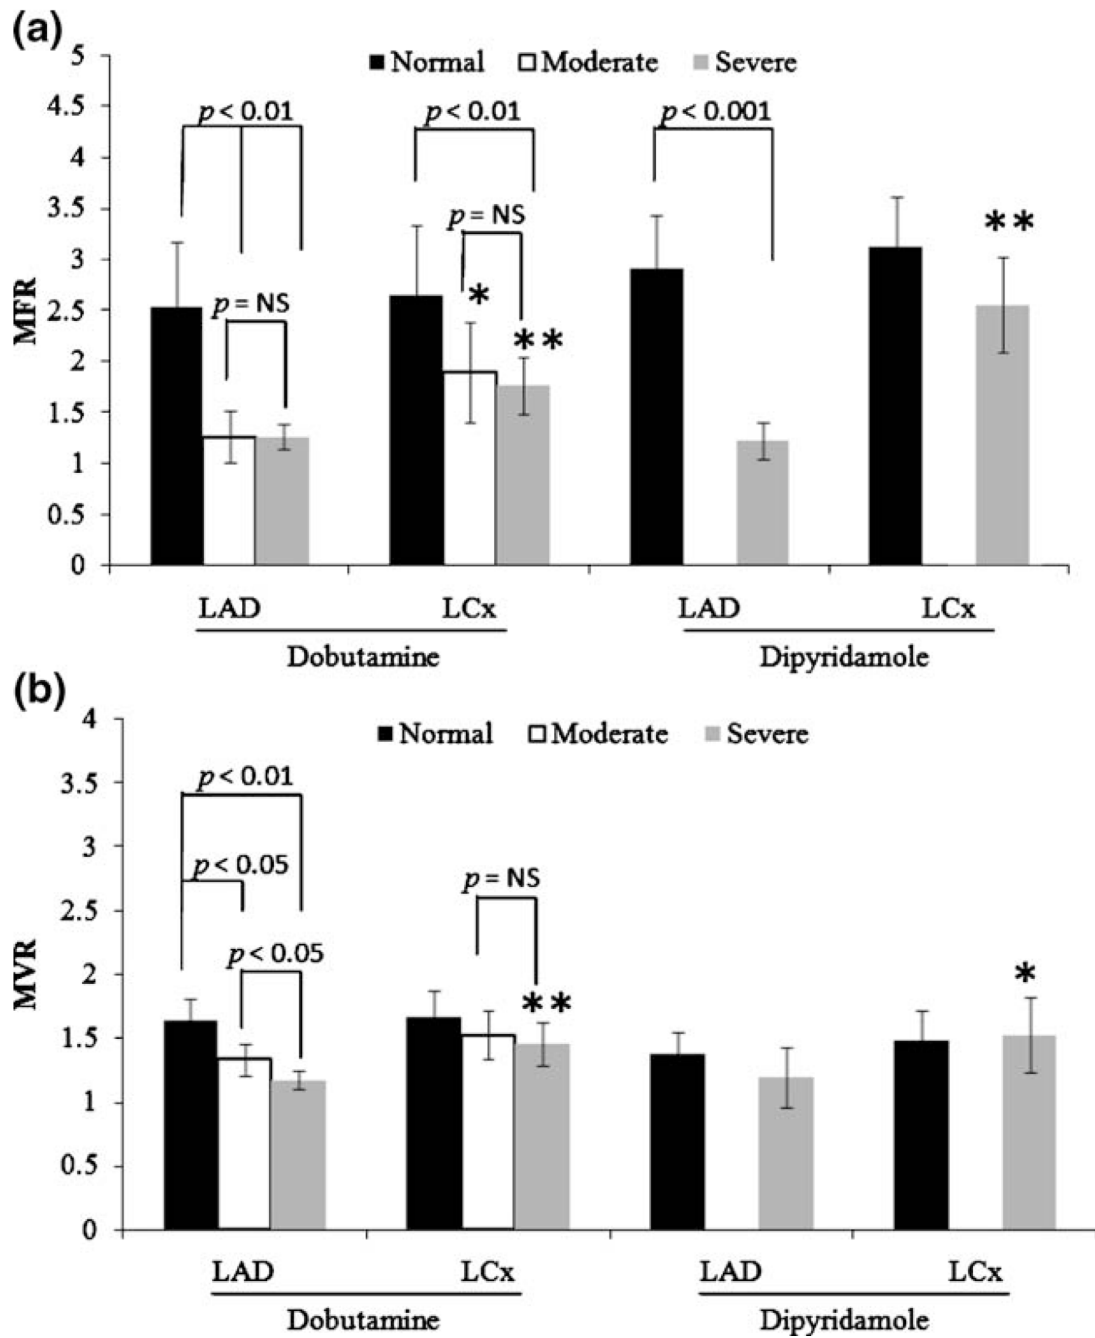 (a)
5
Normal Moderate Severe
4.5
p < 0.01 p < 0.01 p < 0.001
4
3.5
p = NS **
3
MFR
p = NS *
2.5
**
2
1.5
1
0.5
0
LAD LCx LAD LCx
Dobutamine Dipyridamole
(b)
4
Normal Moderate Severe
3.5
p < 0.01
3
p < 0.05 p = NS
2.5
MVR
p < 0.05 *
2
**
1.5
1
0.5
0
LAD LCx LAD LCx
Dobutamine Dipyridamole